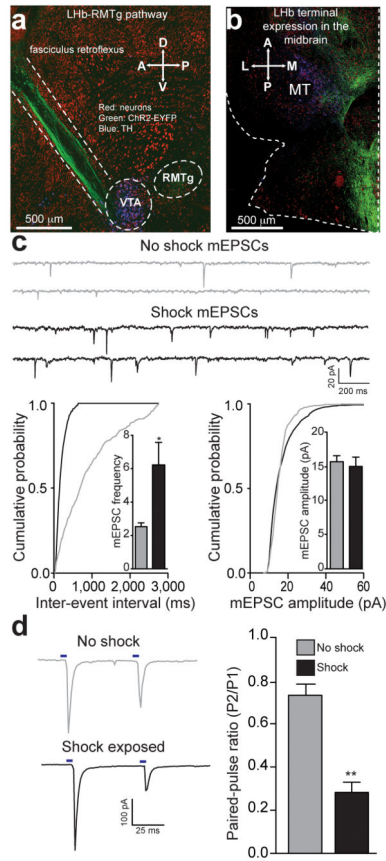 a
LHb-RMTg pathway
fasciculus retroflexus
D
A P
V
Red: neurons
Green: ChR2-EYFP
Blue: TH
RMTg
VTA
500 µm
b
LHb terminal
expression in the
midbrain
A
L M
P
MT
500 µm
c
No shock mEPSCs
Shock mEPSCs
20 pA
200 ms
Cumulative probability
1.0
0.5
0.0
0 1,000 2,000 3,000
Inter-event interval (ms)
mEPSC frequency
8
6
4
2
0
*
Cumulative probability
1.0
0.5
0
0 20 40 60
mEPSC amplitude (pA)
mEPSC amplitude (pA)
20
15
10
5
0
d
No shock
Shock exposed
100 pA
25 ms
Paired-pulse ratio (P2/P1)
1.0
0.8
0.6
0.4
0.2
0.0
No shock
Shock
**